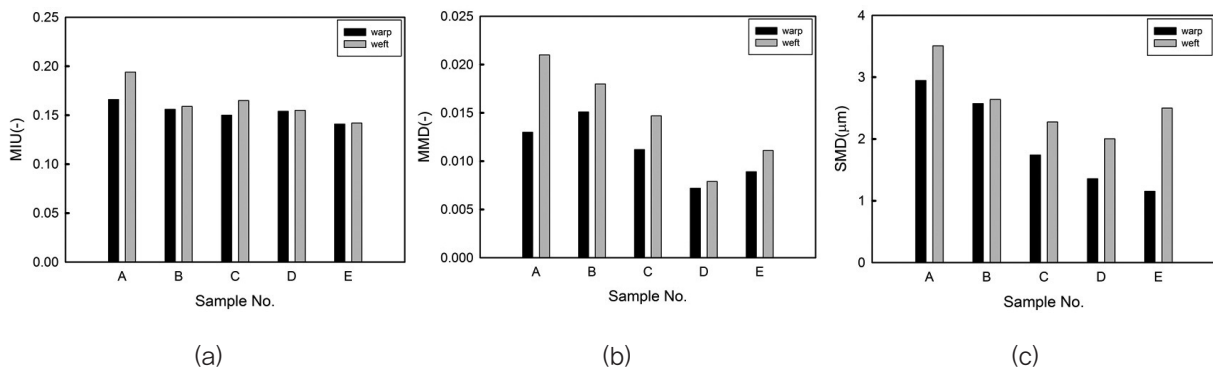 0.25
0.20
0.15
0.10
0.05
0.00
MIU(-)
warp
weft
A B C D E
Sample No.
(a)
0.025
0.020
0.015
0.010
0.005
0.000
MMD(-)
warp
weft
A B C D E
Sample No.
(b)
4
3
2
1
0
SMD(μm)
warp
weft
A B C D E
Sample No.
(c)